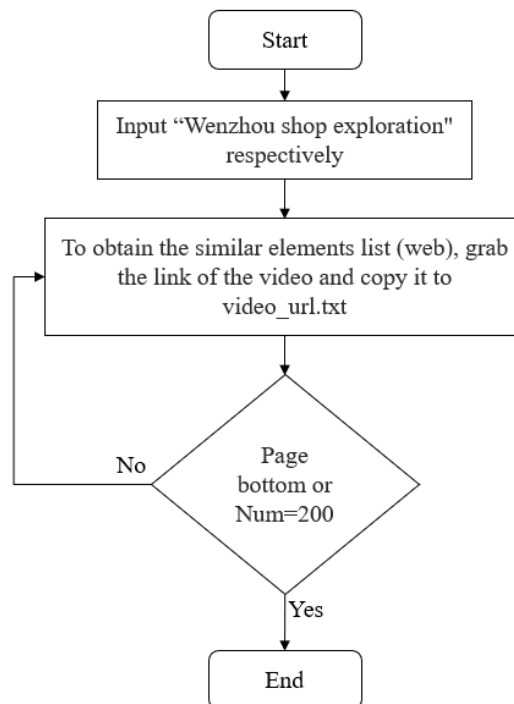 Start
Input “Wenzhou shop exploration"
respectively
To obtain the similar elements list (web), grab
the link of the video and copy it to
video_url.txt
No
Page
bottom or
Num=200
Yes
End